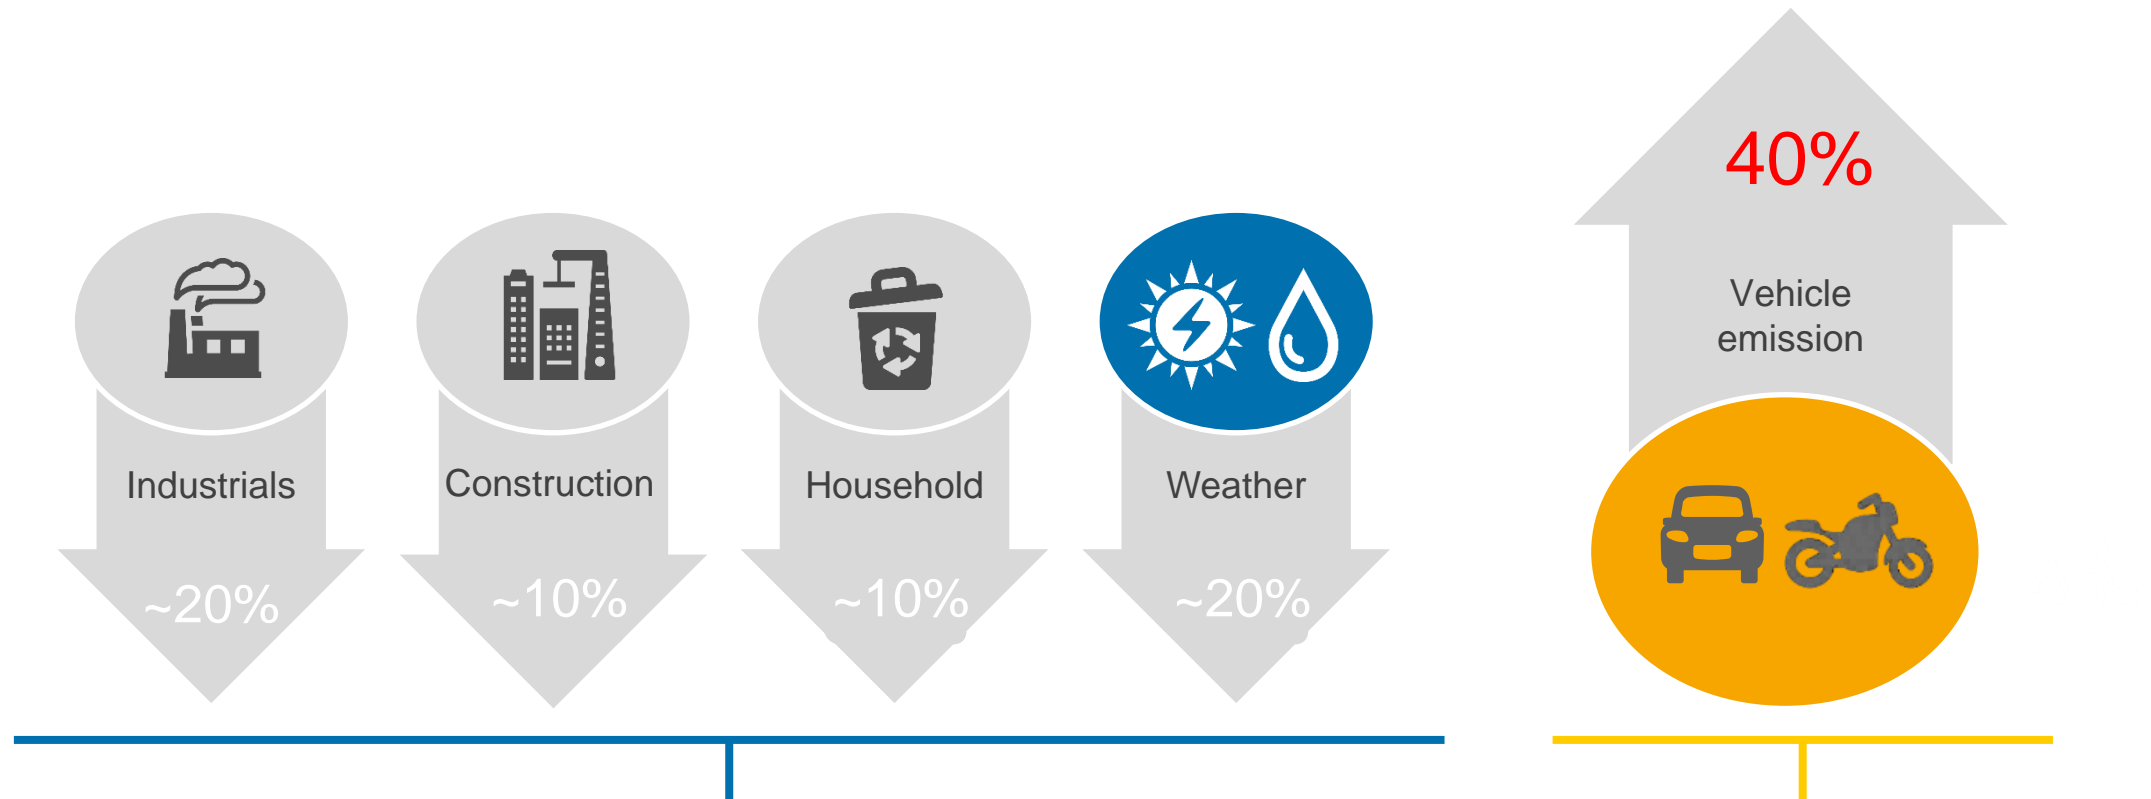 40%
Vehicle
emission
Industrials
Construction
Household
Weather
~20%
~10%
~10%
~20%